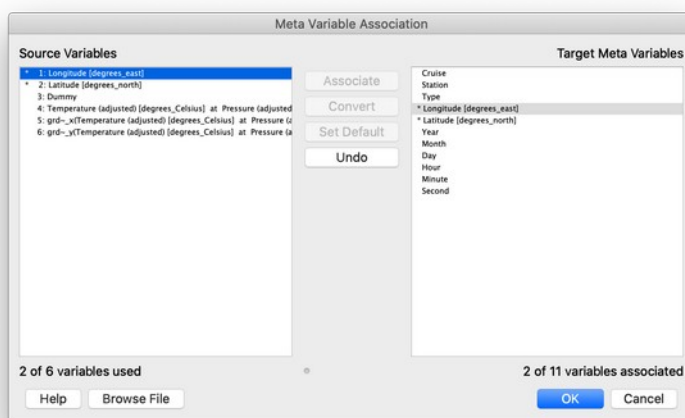 Meta Variable Association
Source Variables
* 1: Longitude [degrees_east]
* 2: Latitude [degrees_north]
3: Dummy
4: Temperature (adjusted) [degrees_Celsius] at Pressure (adjusted
5: grd~_x(Temperature (adjusted) [degrees_Celsius] at Pressure (a
6: grd~_y(Temperature (adjusted) [degrees_Celsius] at Pressure (a
2 of 6 variables used
Help
Browse File
Associate
Convert
Set Default
Undo
Target Meta Variables
Cruise
Station
Type
* Longitude [degrees_east]
* Latitude [degrees_north]
Year
Month
Day
Hour
Minute
Second
2 of 11 variables associated
OK
Cancel